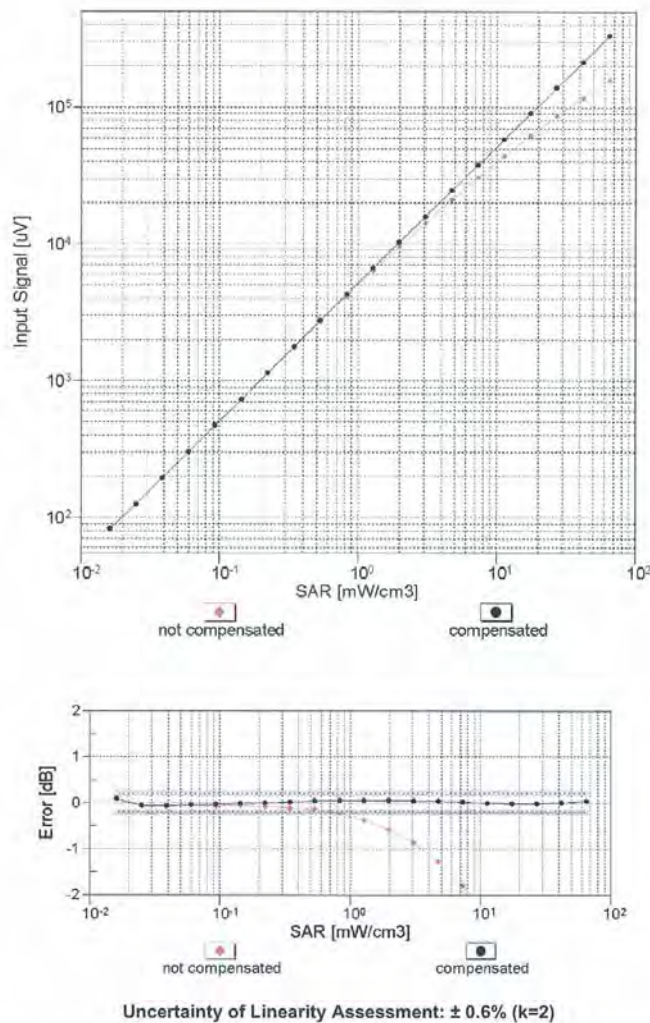 10⁵
10⁴
10³
10²
Input Signal [uV]
10⁻² 10⁻¹ 10⁰ 10¹ 10²
SAR [mW/cm3]
not compensated compensated
2
1
0
-1
-2
Error [dB]
10⁻² 10⁻¹ 10⁰ 10¹ 10²
SAR [mW/cm3]
not compensated compensated
Uncertainty of Linearity Assessment: ± 0.6% (k=2)